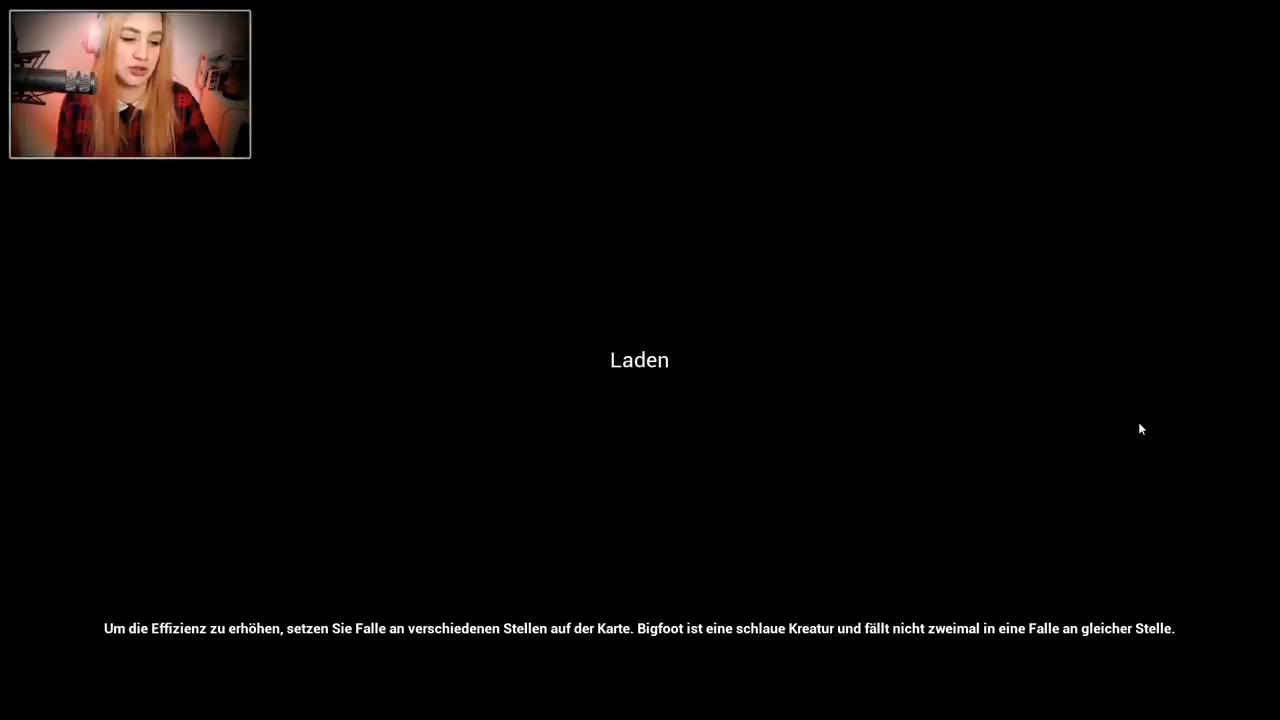 Laden
Um die Effizienz zu erhöhen, setzen Sie Falle an verschiedenen Stellen auf der Karte. Bigfoot ist eine schlaue Kreatur und fällt nicht zweimal in eine Falle an gleicher Stelle.